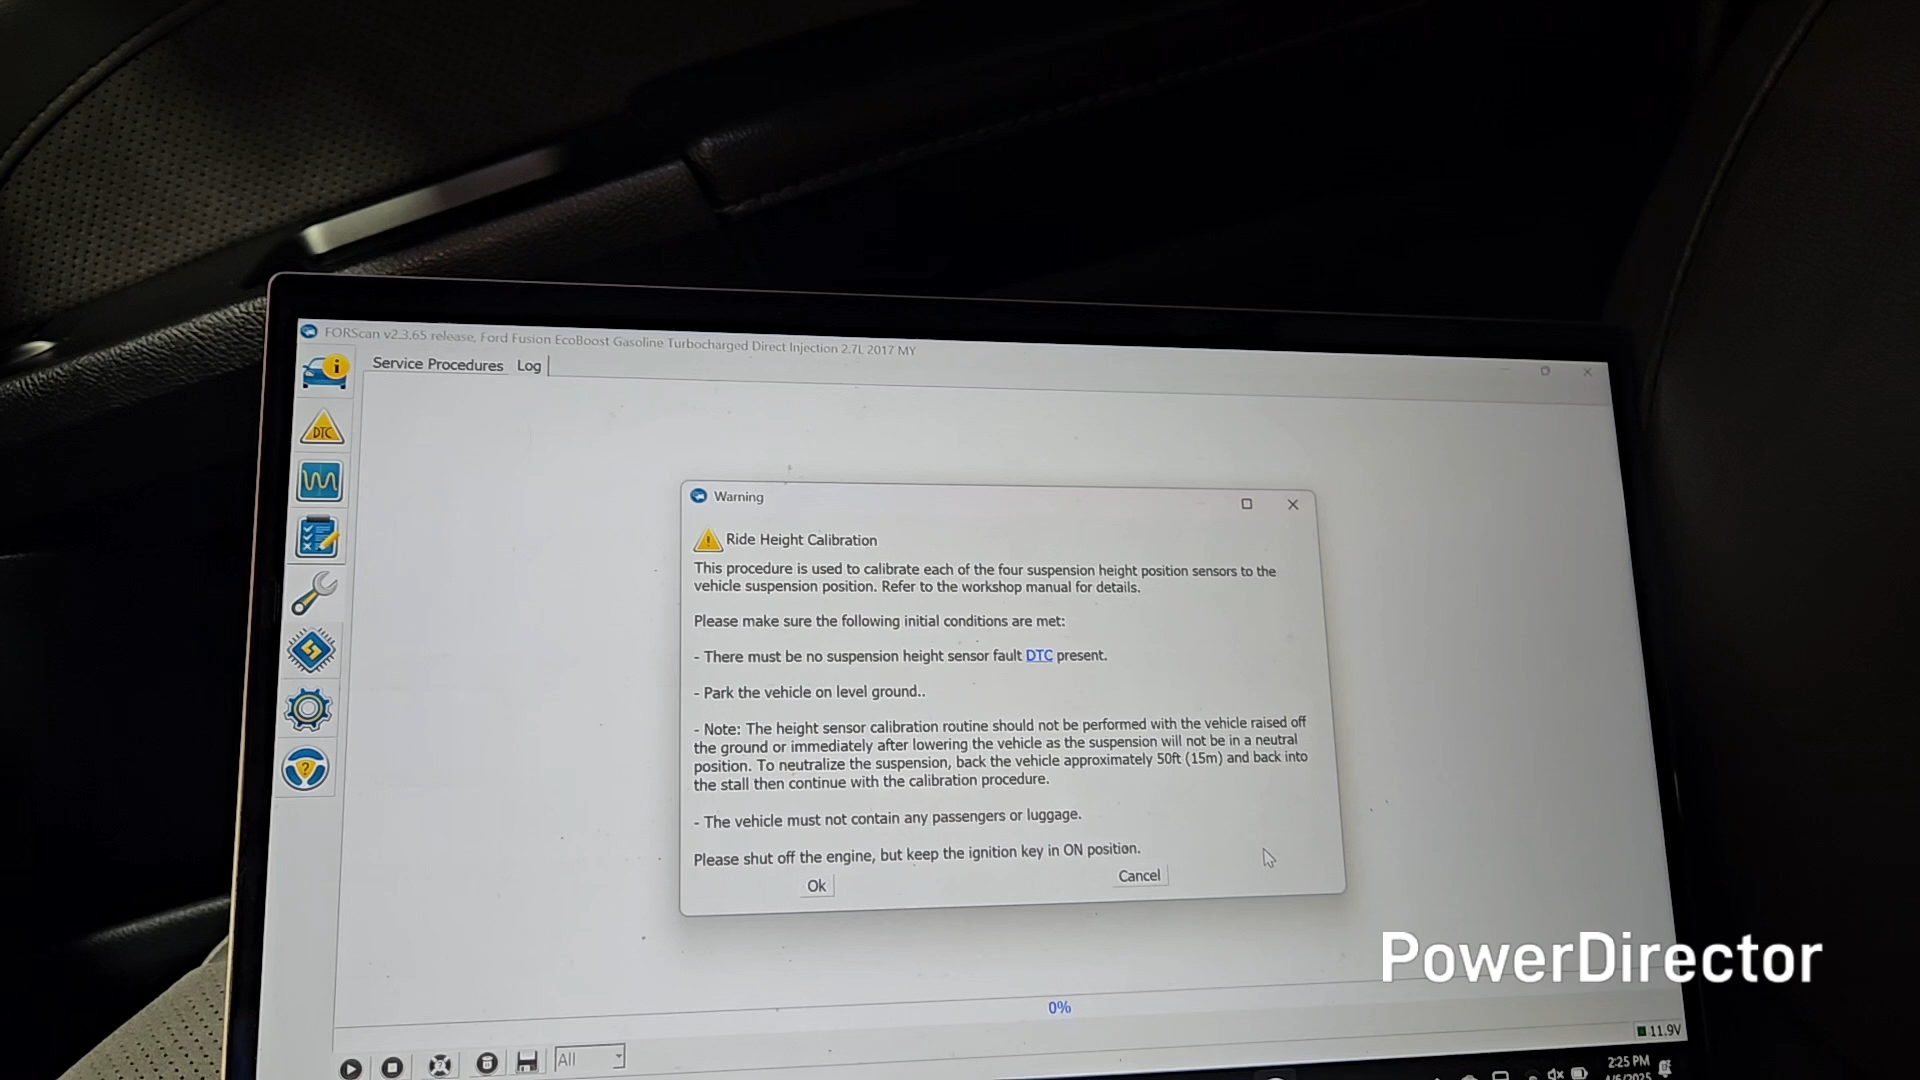 FORScan v2.3.65 release, Ford Fusion EcoBoost Gasoline Turbocharged Direct Injection 2.7L 2017 MY
Service Procedures Log
DTC
Warning
Ride Height Calibration
This procedure is used to calibrate each of the four suspension height position sensors to the
vehicle suspension position. Refer to the workshop manual for details.
Please make sure the following initial conditions are met:
- There must be no suspension height sensor fault DTC present.
- Park the vehicle on level ground..
- Note: The height sensor calibration routine should not be performed with the vehicle raised off
the ground or immediately after lowering the vehicle as the suspension will not be in a neutral
position. To neutralize the suspension, back the vehicle approximately 50ft (15m) and back into
the stall then continue with the calibration procedure.
- The vehicle must not contain any passengers or luggage.
Please shut off the engine, but keep the ignition key in ON position.
Ok Cancel
PowerDirector
0%
11.9V
All
2:25 PM